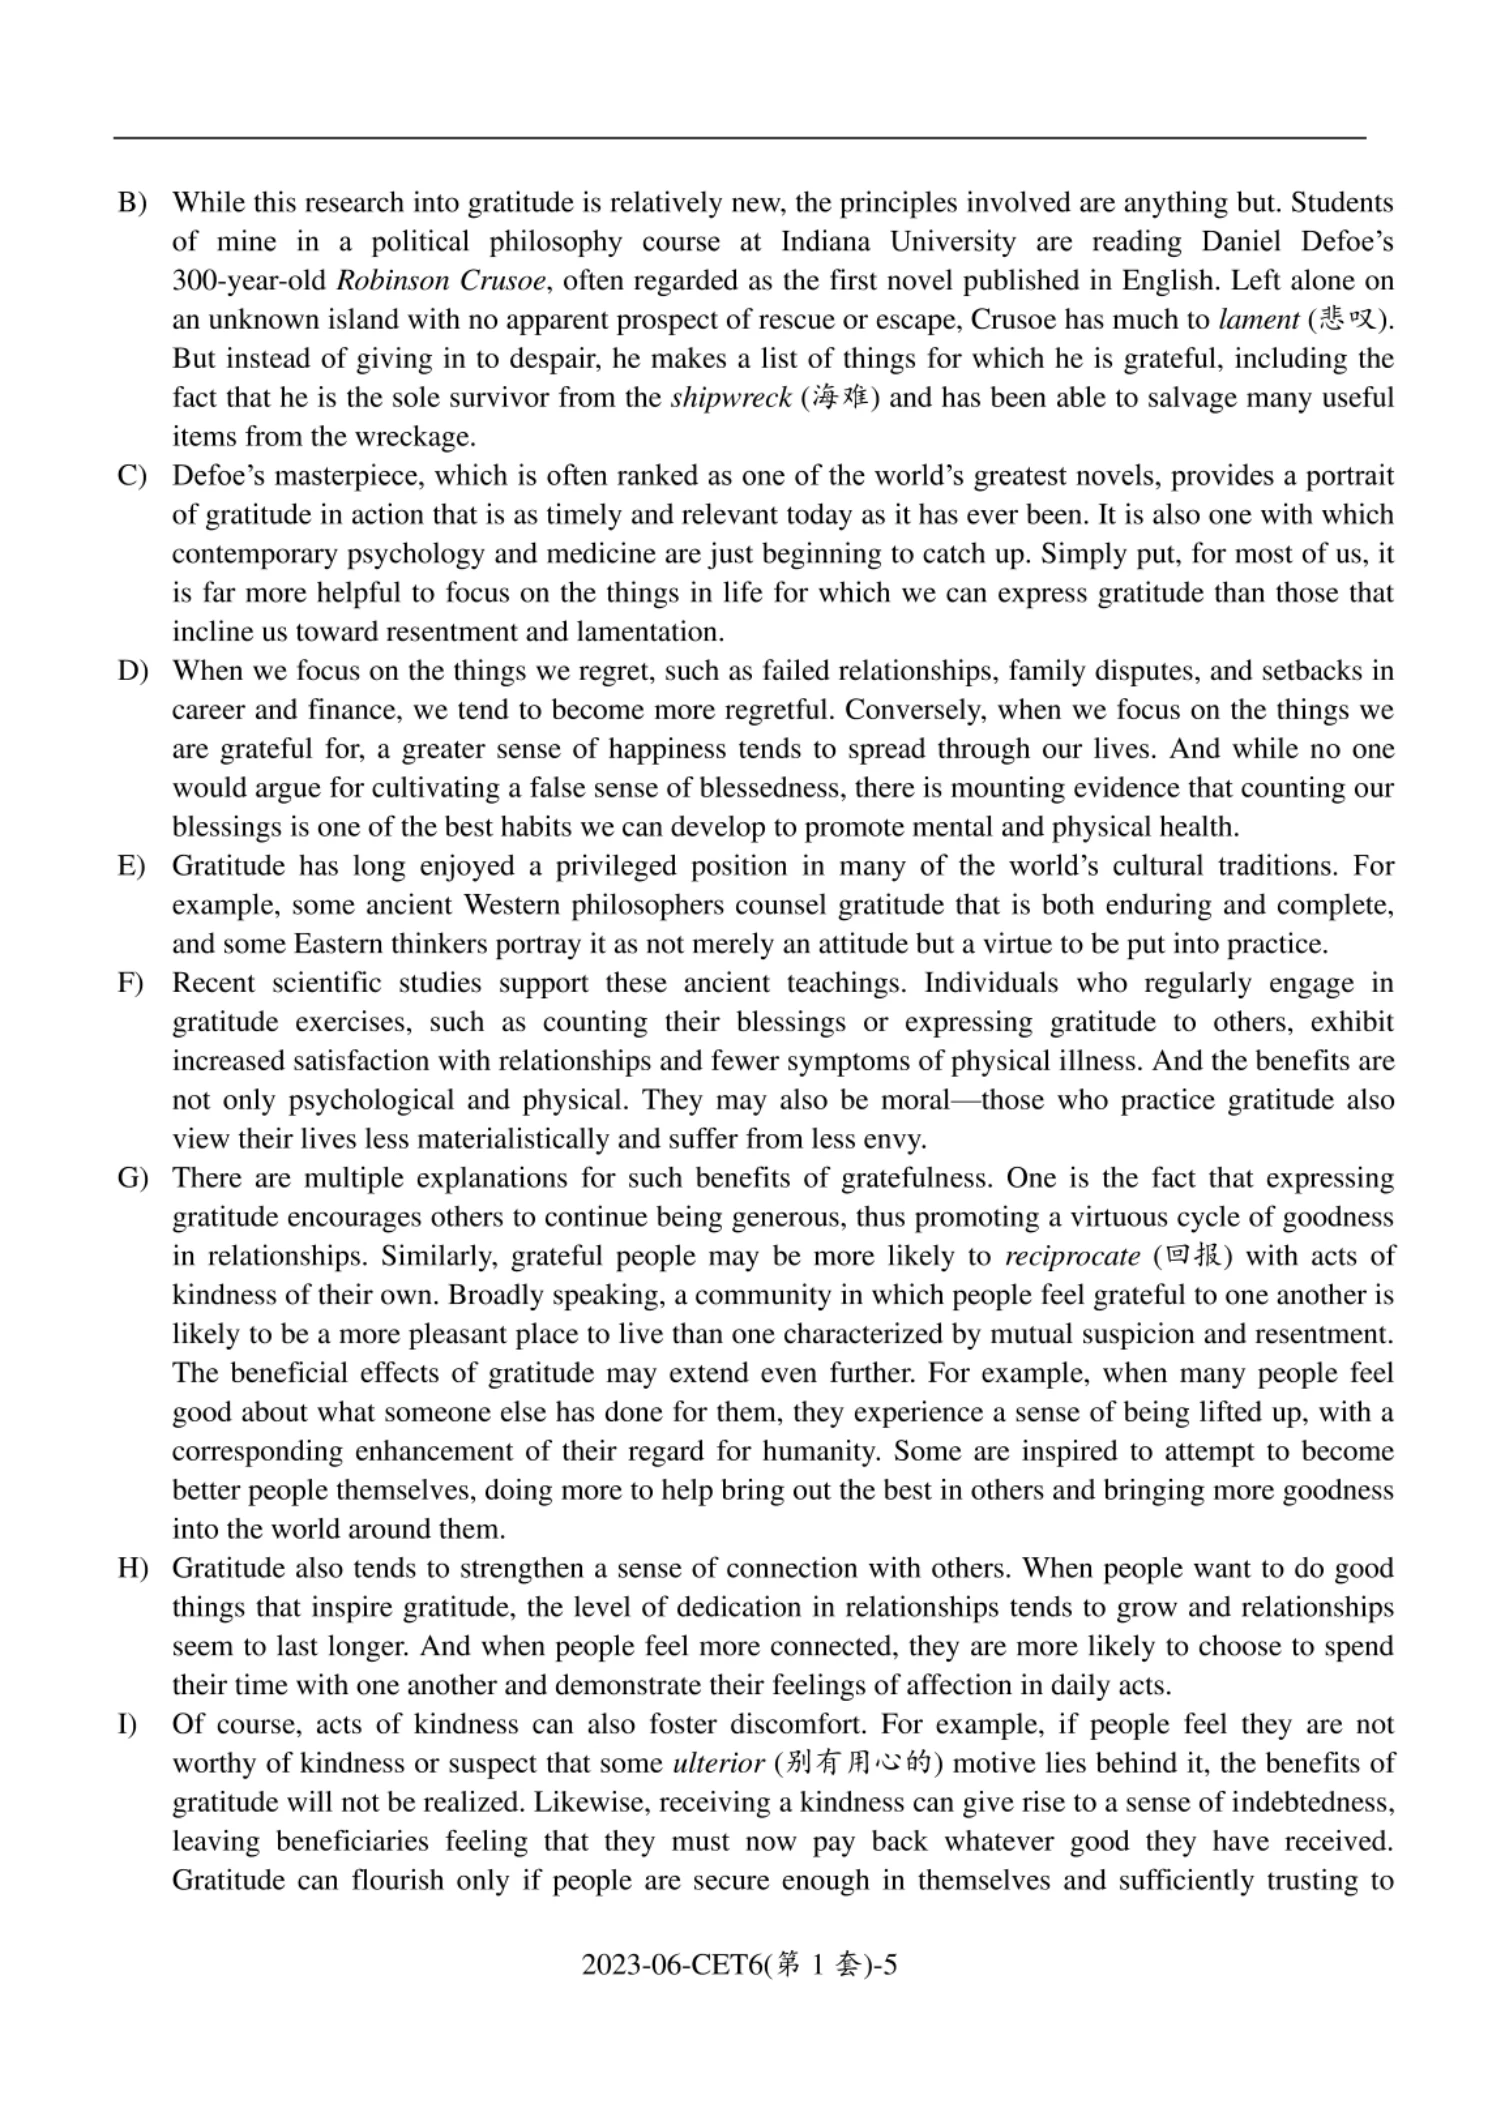 B) While this research into gratitude is relatively new, the principles involved are anything but. Students
of mine in a political philosophy course at Indiana University are reading Daniel Defoe's
300-year-old Robinson Crusoe, often regarded as the first novel published in English. Left alone on
an unknown island with no apparent prospect of rescue or escape, Crusoe has much to lament (悲叹).
But instead of giving in to despair, he makes a list of things for which he is grateful, including the
fact that he is the sole survivor from the shipwreck (海难) and has been able to salvage many useful
items from the wreckage.
C) Defoe's masterpiece, which is often ranked as one of the world's greatest novels, provides a portrait
of gratitude in action that is as timely and relevant today as it has ever been. It is also one with which
contemporary psychology and medicine are just beginning to catch up. Simply put, for most of us, it
is far more helpful to focus on the things in life for which we can express gratitude than those that
incline us toward resentment and lamentation.
D) When we focus on the things we regret, such as failed relationships, family disputes, and setbacks in
career and finance, we tend to become more regretful. Conversely, when we focus on the things we
are grateful for, a greater sense of happiness tends to spread through our lives. And while no one
would argue for cultivating a false sense of blessedness, there is mounting evidence that counting our
blessings is one of the best habits we can develop to promote mental and physical health.
E) Gratitude has long enjoyed a privileged position in many of the world's cultural traditions. For
example, some ancient Western philosophers counsel gratitude that is both enduring and complete,
and some Eastern thinkers portray it as not merely an attitude but a virtue to be put into practice.
F) Recent scientific studies support these ancient teachings. Individuals who regularly engage in
gratitude exercises, such as counting their blessings or expressing gratitude to others, exhibit
increased satisfaction with relationships and fewer symptoms of physical illness. And the benefits are
not only psychological and physical. They may also be moral—those who practice gratitude also
view their lives less materialistically and suffer from less envy.
G) There are multiple explanations for such benefits of gratefulness. One is the fact that expressing
gratitude encourages others to continue being generous, thus promoting a virtuous cycle of goodness
in relationships. Similarly, grateful people may be more likely to reciprocate (回报) with acts of
kindness of their own. Broadly speaking, a community in which people feel grateful to one another is
likely to be a more pleasant place to live than one characterized by mutual suspicion and resentment.
The beneficial effects of gratitude may extend even further. For example, when many people feel
good about what someone else has done for them, they experience a sense of being lifted up, with a
corresponding enhancement of their regard for humanity. Some are inspired to attempt to become
better people themselves, doing more to help bring out the best in others and bringing more goodness
into the world around them.
H) Gratitude also tends to strengthen a sense of connection with others. When people want to do good
things that inspire gratitude, the level of dedication in relationships tends to grow and relationships
seem to last longer. And when people feel more connected, they are more likely to choose to spend
their time with one another and demonstrate their feelings of affection in daily acts.
I) Of course, acts of kindness can also foster discomfort. For example, if people feel they are not
worthy of kindness or suspect that some ulterior (别有用心的) motive lies behind it, the benefits of
gratitude will not be realized. Likewise, receiving a kindness can give rise to a sense of indebtedness,
leaving beneficiaries feeling that they must now pay back whatever good they have received.
Gratitude can flourish only if people are secure enough in themselves and sufficiently trusting to
2023-06-CET6(第 1 套)-5